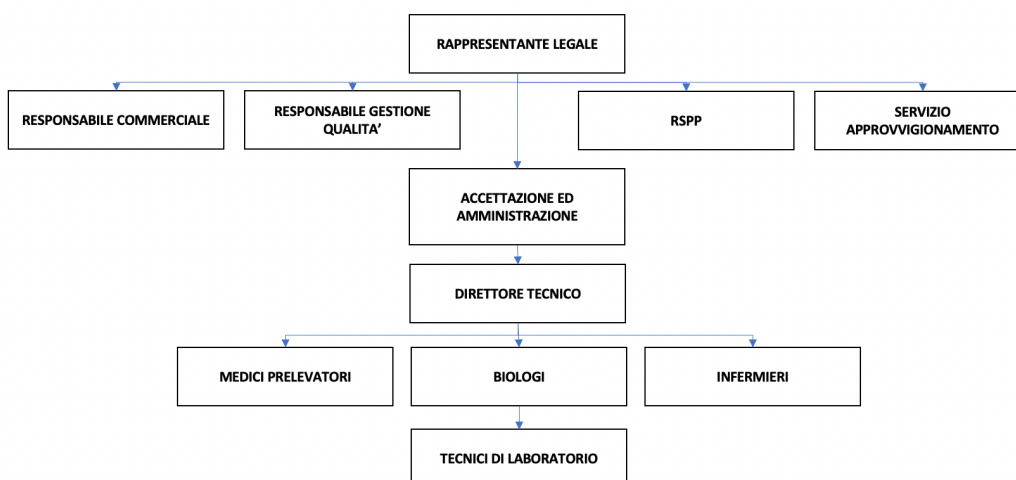 RAPPRESENTANTE LEGALE
RESPONSABILE COMMERCIALE
RESPONSABILE GESTIONE
QUALITA’
RSPP
SERVIZIO
APPROVVIGIONAMENTO
ACCETTAZIONE ED
AMMINISTRAZIONE
DIRETTORE TECNICO
MEDICI PRELEVATORI
BIOLOGI
INFERMIERI
TECNICI DI LABORATORIO